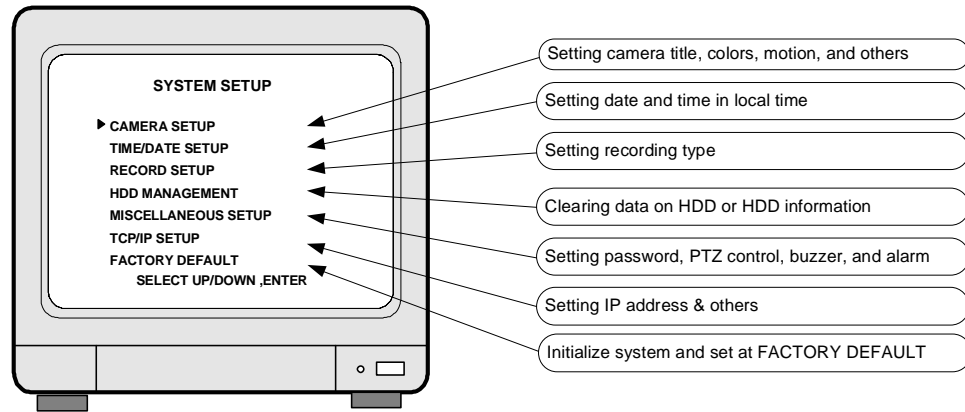 SYSTEM SETUP
CAMERA SETUP
TIME/DATE SETUP
RECORD SETUP
HDD MANAGEMENT
MISCELLANEOUS SETUP
TCP/IP SETUP
FACTORY DEFAULT
SELECT UP/DOWN ,ENTER
Setting camera title, colors, motion, and others
Setting date and time in local time
Setting recording type
Clearing data on HDD or HDD information
Setting password, PTZ control, buzzer, and alarm
Setting IP address & others
Initialize system and set at FACTORY DEFAULT